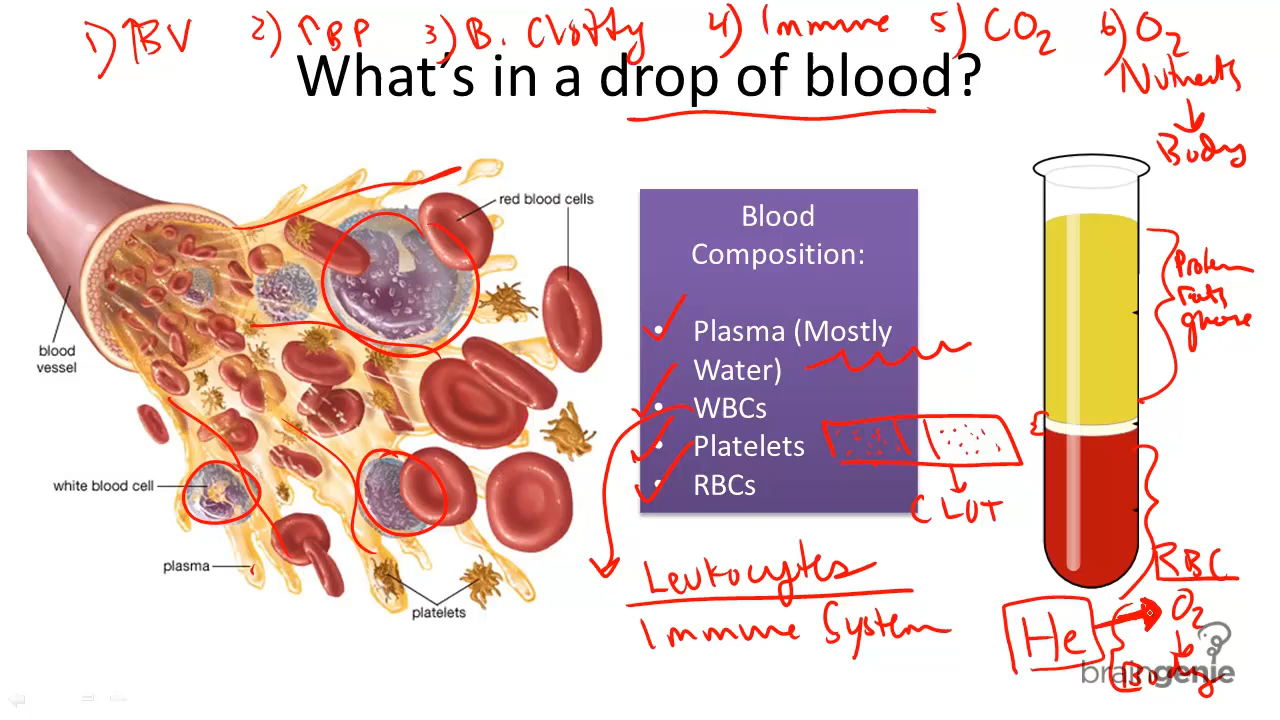 1) ↑BV 2) ↑BP 3) B. Clotty 4) Immune 5) CO2 6) O2
Nutrients
↓
Body
What's in a drop of blood?
red blood cells
blood
vessel
white blood cell
plasma
platelets
Blood
Composition:
• Plasma (Mostly
Water)
• WBCs
• Platelets
• RBCs
CLOT
Leukocytes
Immune System
Protein
Fats
RBC
He → O2
↓
Body
braingenie